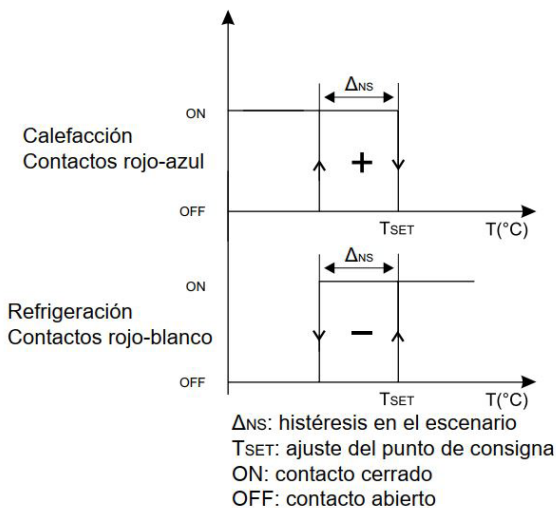 ΔNS
ON
Calefacción
Contactos rojo-azul
+
OFF
TSET
T(°C)
ΔNS
ON
Refrigeración
Contactos rojo-blanco
−
OFF
TSET
T(°C)
ΔNS: histéresis en el escenario
TSET: ajuste del punto de consigna
ON: contacto cerrado
OFF: contacto abierto